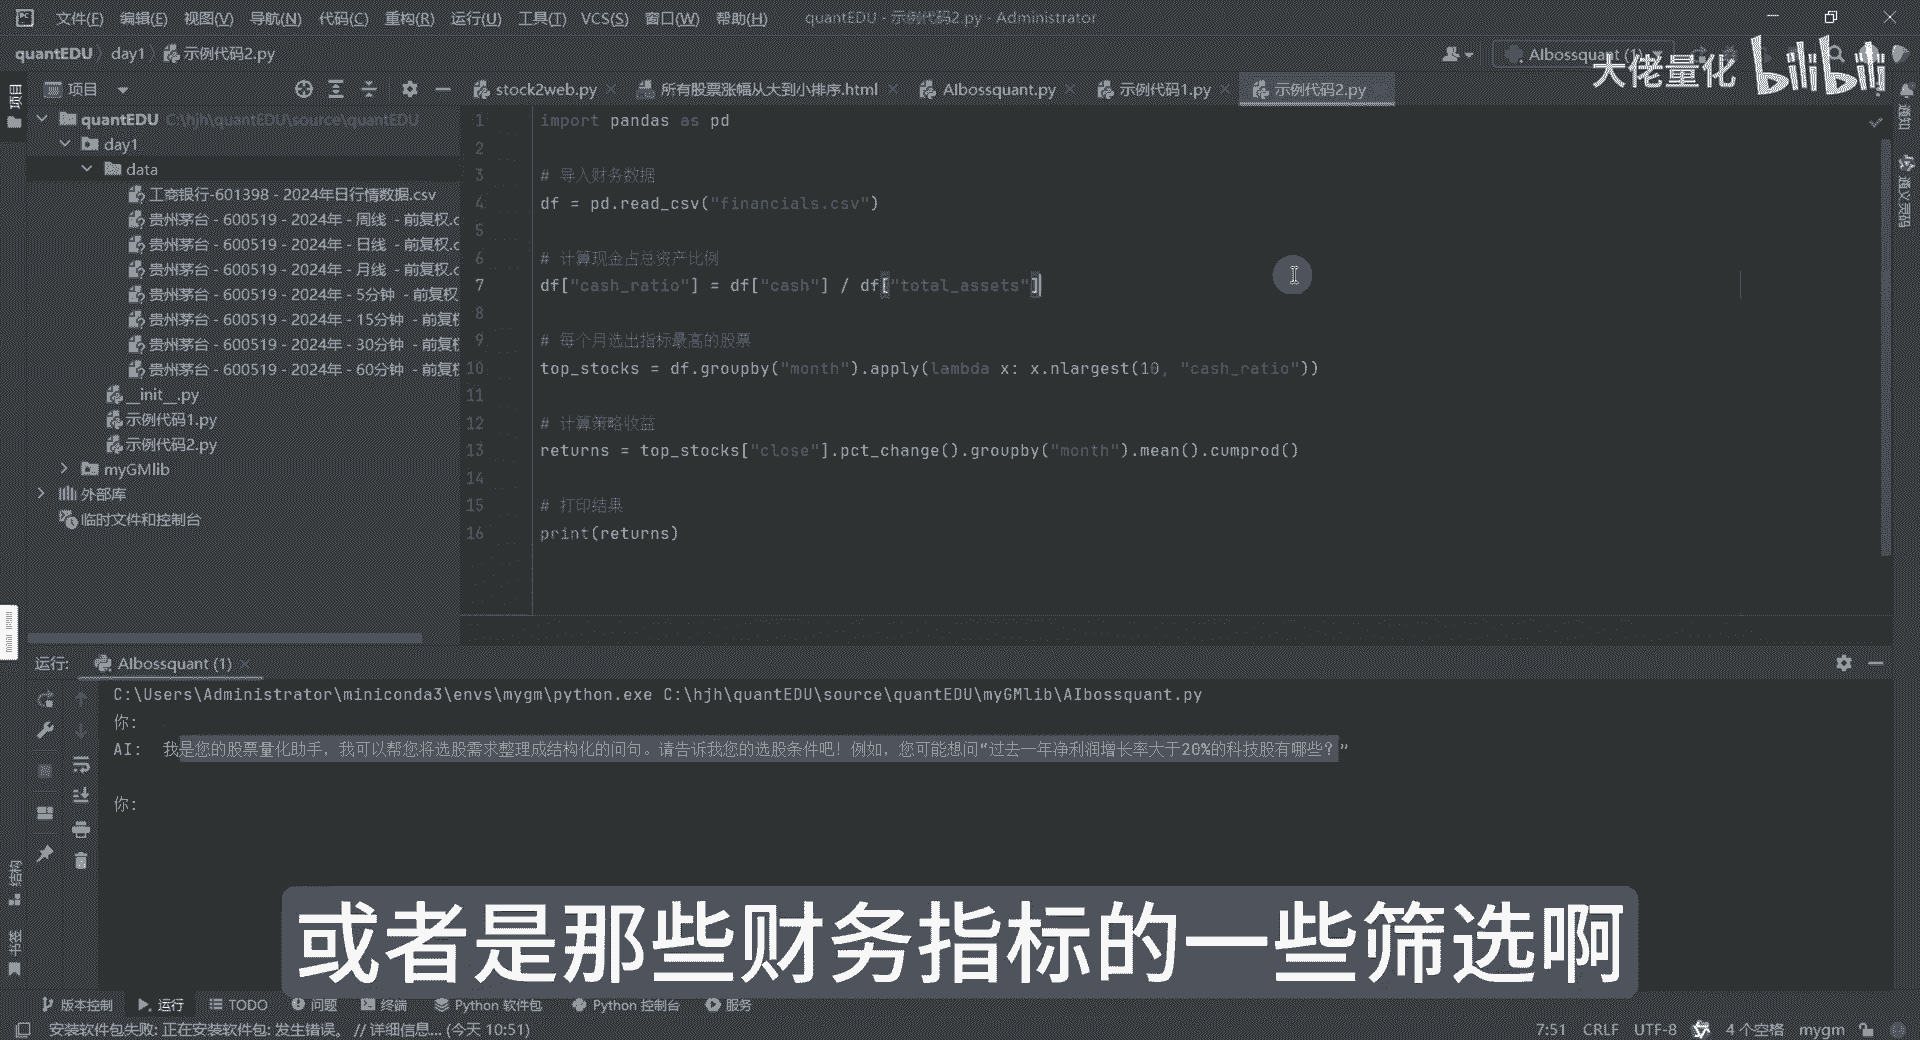 文件(F) 编辑(E) 视图(V) 导航(N) 代码(C) 重构(R) 运行(U) 工具(T) VCS(S) 窗口(W) 帮助(H) quantEDU - 示例代码2.py - Administrator
quantEDU day1 示例代码2.py AIbossquant (1)
大佬量化 bilibili
项目
项目 stock2web.py 所有股票涨幅从大到小排序.html AIbossquant.py 示例代码1.py 示例代码2.py
通知
通义灵码
quantEDU C:\hjh\quantEDU\source\quantEDU
day1
data
工商银行-601398 - 2024年日行情数据.csv
贵州茅台 - 600519 - 2024年 - 周线 - 前复权.c
贵州茅台 - 600519 - 2024年 - 日线 - 前复权.c
贵州茅台 - 600519 - 2024年 - 月线 - 前复权.c
贵州茅台 - 600519 - 2024年 - 5分钟 - 前复权
贵州茅台 - 600519 - 2024年 - 15分钟 - 前复权
贵州茅台 - 600519 - 2024年 - 30分钟 - 前复权
贵州茅台 - 600519 - 2024年 - 60分钟 - 前复权
__init__.py
示例代码1.py
示例代码2.py
myGMlib
外部库
临时文件和控制台
1 import pandas as pd
2
3 # 导入财务数据
4 df = pd.read_csv("financials.csv")
5
6 # 计算现金占总资产比例
7 df["cash_ratio"] = df["cash"] / df["total_assets"]
8
9 # 每个月选出指标最高的股票
10 top_stocks = df.groupby("month").apply(lambda x: x.nlargest(10, "cash_ratio"))
11
12 # 计算策略收益
13 returns = top_stocks["close"].pct_change().groupby("month").mean().cumprod()
14
15 # 打印结果
16 print(returns)
运行: AIbossquant (1)
C:\Users\Administrator\miniconda3\envs\mygm\python.exe C:\hjh\quantEDU\source\quantEDU\myGMlib\AIbossquant.py
你:
AI: 我是您的股票量化助手，我可以帮您将选股需求整理成结构化的问句。请告诉我您的选股条件吧！例如，您可能想问“过去一年净利润增长率大于20%的科技股有哪些？”
你:
结构
书签
或者是那些财务指标的一些筛选啊
版本控制 运行 TODO 问题 终端 Python 软件包 Python 控制台 服务
安装软件包失败: 正在安装软件包: 发生错误。 // 详细信息... (今天 10:51) 7:51 CRLF UTF-8 4 个空格 mygm